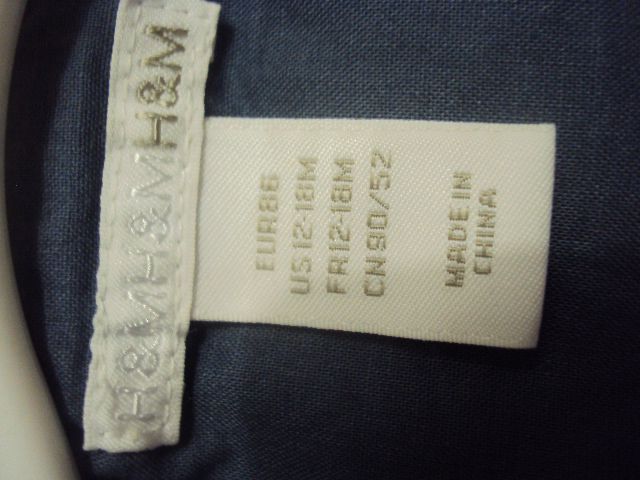 H&MH&MH&M
EUR86
US12-18M
FR12-18M
CN90/52
MADE IN
CHINA